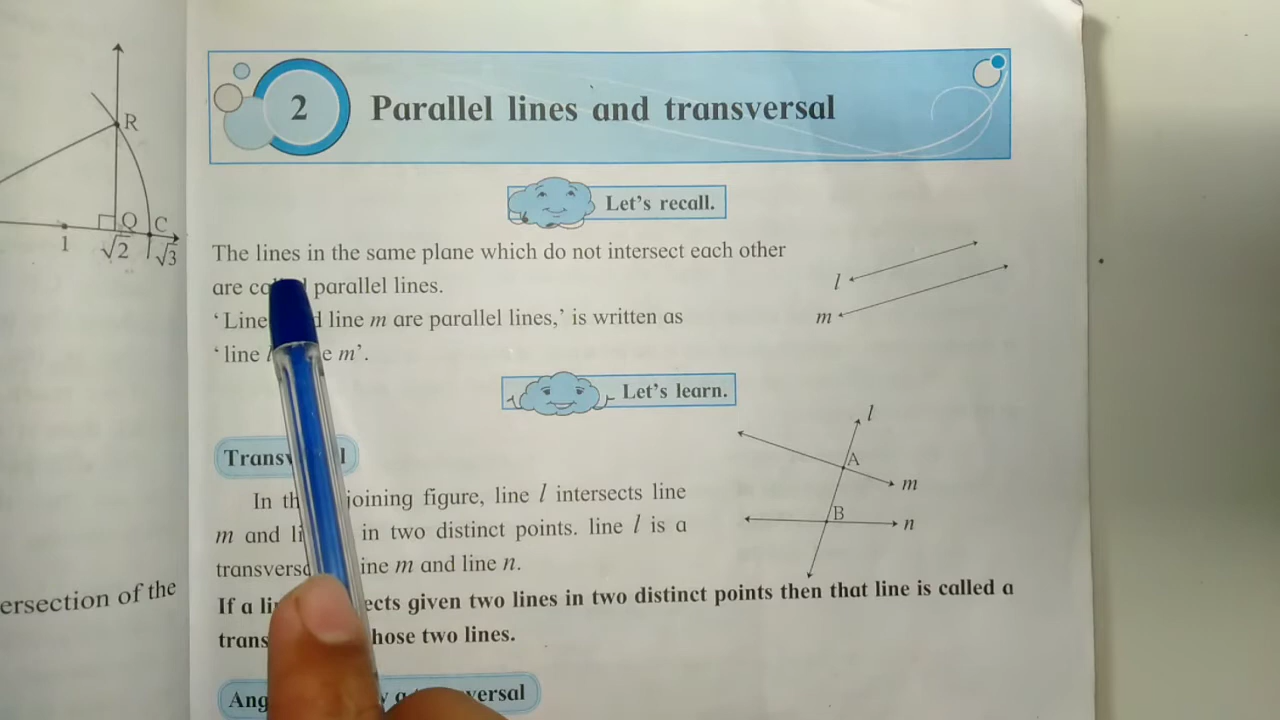 R
Q C
1 √2 √3
ersection of the
2 Parallel lines and transversal
Let's recall.
The lines in the same plane which do not intersect each other
are called parallel lines.
l
m
'Line d line m are parallel lines,' is written as
'line l e m'.
Let's learn.
l
A
m
B
n
Transv l
In th joining figure, line l intersects line
m and li in two distinct points. line l is a
transvers ine m and line n.
If a li ects given two lines in two distinct points then that line is called a
trans hose two lines.
Ang y a versal